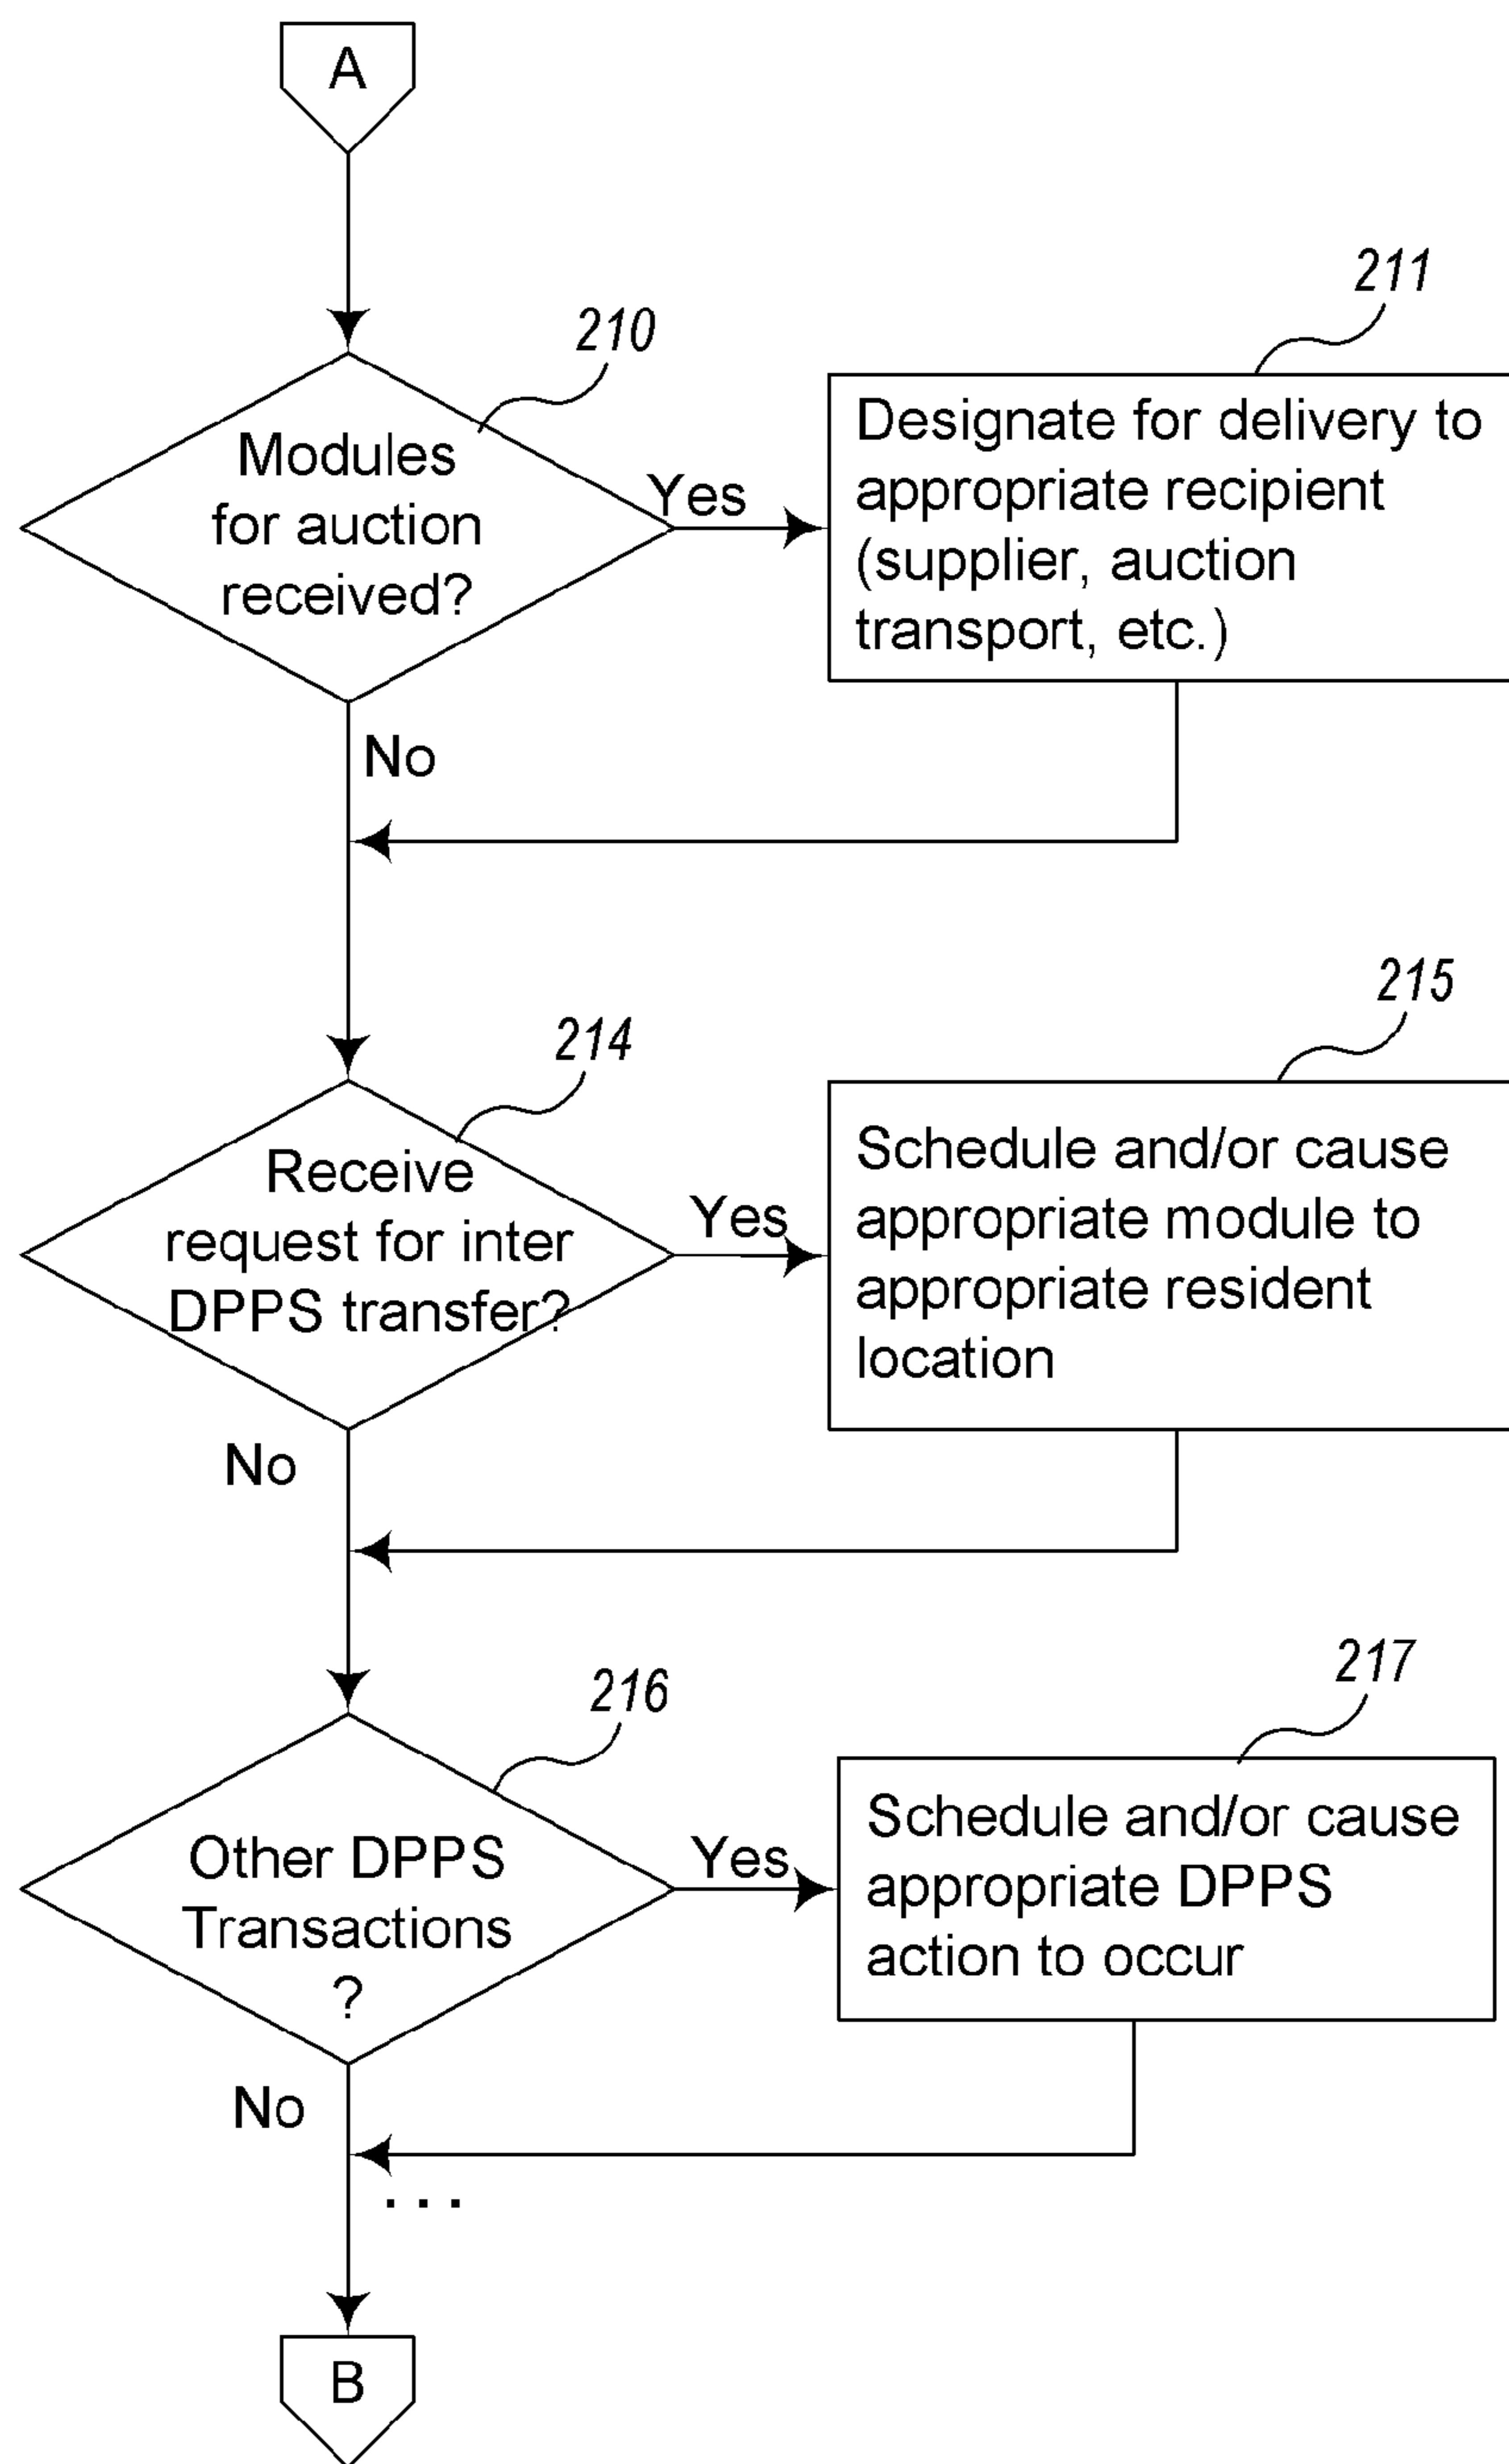 A
210
Modules
for auction
received?
Yes
211
Designate for delivery to
appropriate recipient
(supplier, auction
transport, etc.)
No
214
Receive
request for inter
DPPS transfer?
Yes
215
Schedule and/or cause
appropriate module to
appropriate resident
location
No
216
Other DPPS
Transactions
?
Yes
217
Schedule and/or cause
appropriate DPPS
action to occur
No
...
B